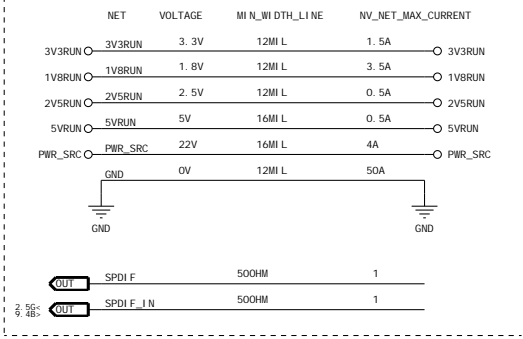 NET VOLTAGE MIN_WIDTH_LINE NV_NET_MAX_CURRENT
3V3RUN 3V3RUN 3.3V 12MIL 1.5A 3V3RUN
1V8RUN 1V8RUN 1.8V 12MIL 3.5A 1V8RUN
2V5RUN 2V5RUN 2.5V 12MIL 0.5A 2V5RUN
5VRUN 5VRUN 5V 16MIL 0.5A 5VRUN
PWR_SRC PWR_SRC 22V 16MIL 4A PWR_SRC
GND 0V 12MIL 50A
GND GND
OUT SPDIF 50OHM 1
2.5G< OUT SPDIF_IN 50OHM 1
9.4B>